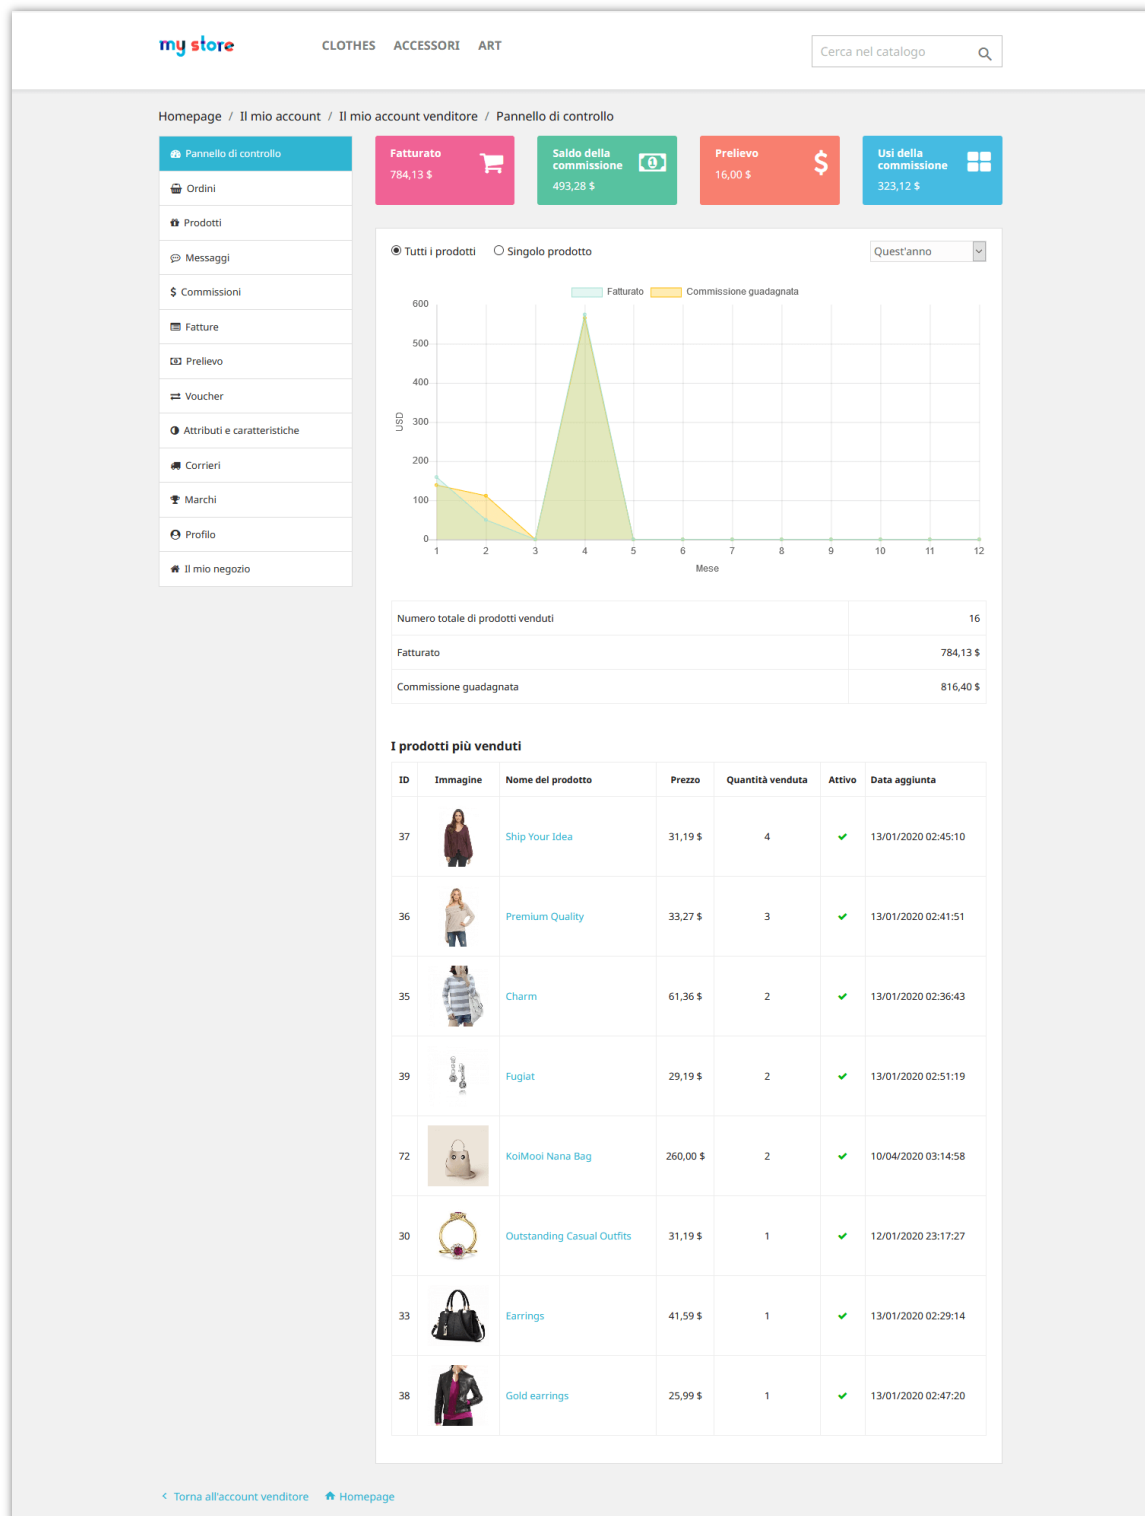 my store
CLOTHES ACCESSORI ART
Cerca nel catalogo
Homepage / Il mio account / Il mio account venditore / Pannello di controllo
Pannello di controllo
Ordini
Prodotti
Messaggi
$ Commissioni
Fatture
Prelievo
Voucher
Attributi e caratteristiche
Corrieri
Marchi
Profilo
Il mio negozio
Fatturato
784,13 $
Saldo della
commissione
493,28 $
Prelievo
16,00 $
$
Usi della
commissione
323,12 $
Tutti i prodotti Singolo prodotto Quest'anno
Fatturato Commissione guadagnata
600
500
400
300
200
100
0
USD
1 2 3 4 5 6 7 8 9 10 11 12
Mese
Numero totale di prodotti venduti 16
Fatturato 784,13 $
Commissione guadagnata 816,40 $
I prodotti più venduti
ID Immagine Nome del prodotto Prezzo Quantità venduta Attivo Data aggiunta
37 Ship Your Idea 31,19 $ 4 13/01/2020 02:45:10
36 Premium Quality 33,27 $ 3 13/01/2020 02:41:51
35 Charm 61,36 $ 2 13/01/2020 02:36:43
39 Fugiat 29,19 $ 2 13/01/2020 02:51:19
72 KoiMooi Nana Bag 260,00 $ 2 10/04/2020 03:14:58
30 Outstanding Casual Outfits 31,19 $ 1 12/01/2020 23:17:27
33 Earrings 41,59 $ 1 13/01/2020 02:29:14
38 Gold earrings 25,99 $ 1 13/01/2020 02:47:20
Torna all'account venditore Homepage